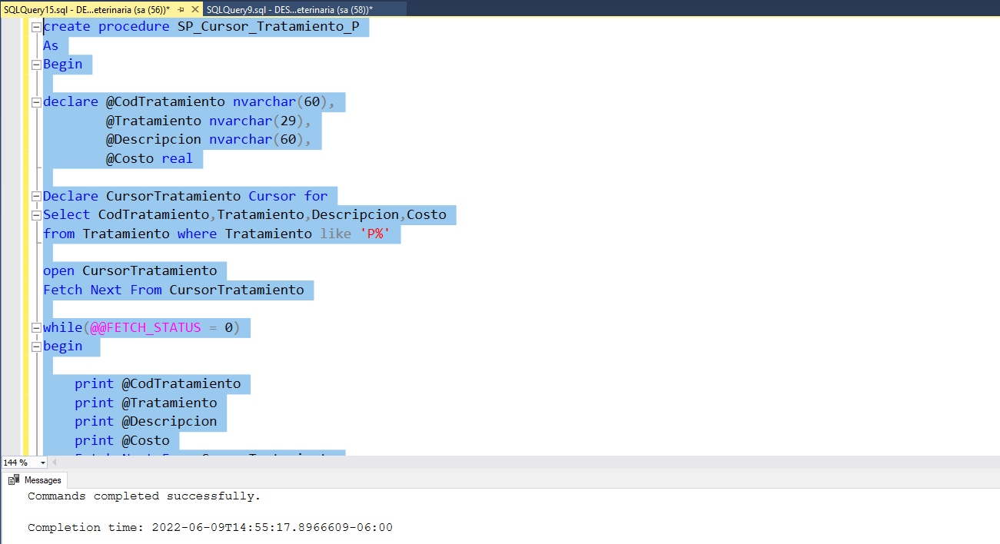 SQLQuery15.sql - DE...eterinaria (sa (56))* SQLQuery9.sql - DES...eterinaria (sa (58))*
create procedure SP_Cursor_Tratamiento_P
As
Begin
declare @CodTratamiento nvarchar(60),
@Tratamiento nvarchar(29),
@Descripcion nvarchar(60),
@Costo real
Declare CursorTratamiento Cursor for
Select CodTratamiento,Tratamiento,Descripcion,Costo
from Tratamiento where Tratamiento like 'P%'
open CursorTratamiento
Fetch Next From CursorTratamiento
while(@@FETCH_STATUS = 0)
begin
print @CodTratamiento
print @Tratamiento
print @Descripcion
print @Costo
144 %
Messages
Commands completed successfully.
Completion time: 2022-06-09T14:55:17.8966609-06:00